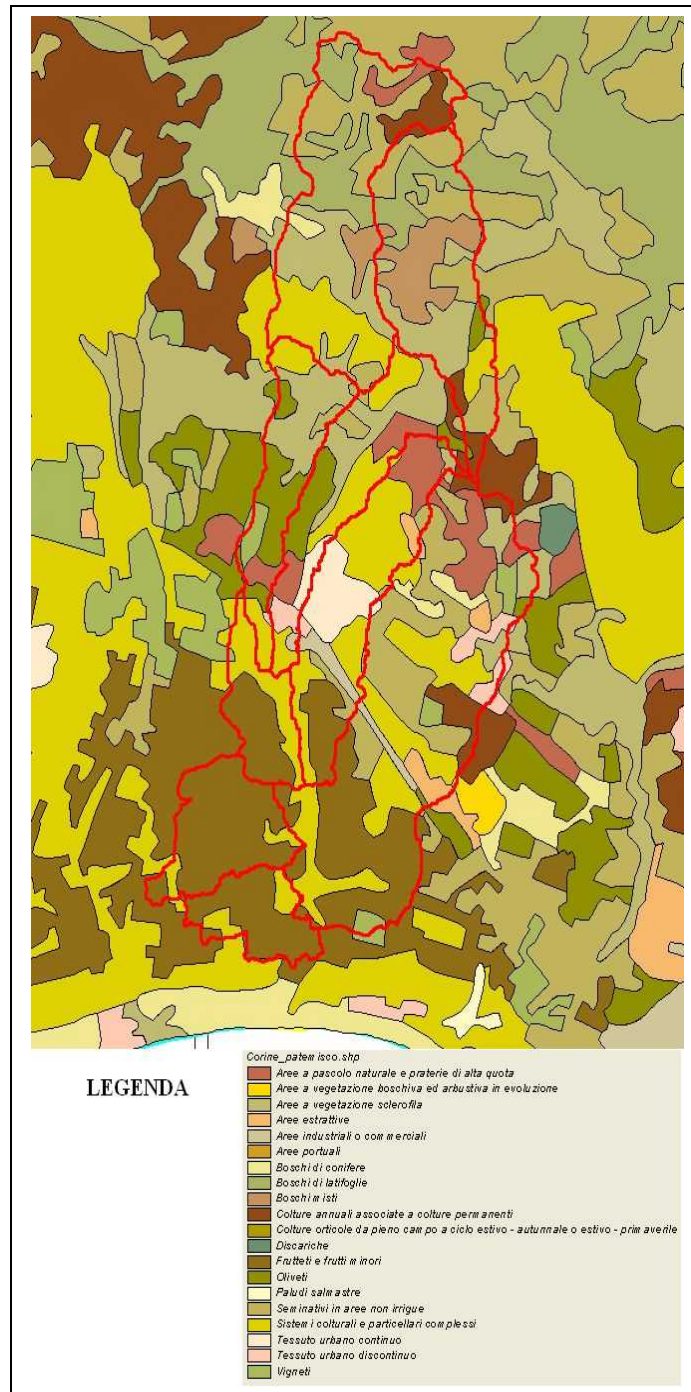 LEGENDA
Corine_patemisco.shp
Aree a pascolo naturale e praterie di alta quota
Aree a vegetazione boschiva ed arbustiva in evoluzione
Aree a vegetazione sclerofila
Aree estrattive
Aree industriali o commerciali
Aree portuali
Boschi di conifere
Boschi di latifoglie
Boschi misti
Colture annuali associate a colture permanenti
Colture orticole da pieno campo a ciclo estivo - autunnale o estivo - primaverile
Discariche
Frutteti e frutti minori
Oliveti
Paludi salmastre
Seminativi in aree non irrigue
Sistemi colturali e particellari complessi
Tessuto urbano continuo
Tessuto urbano discontinuo
Vigneti